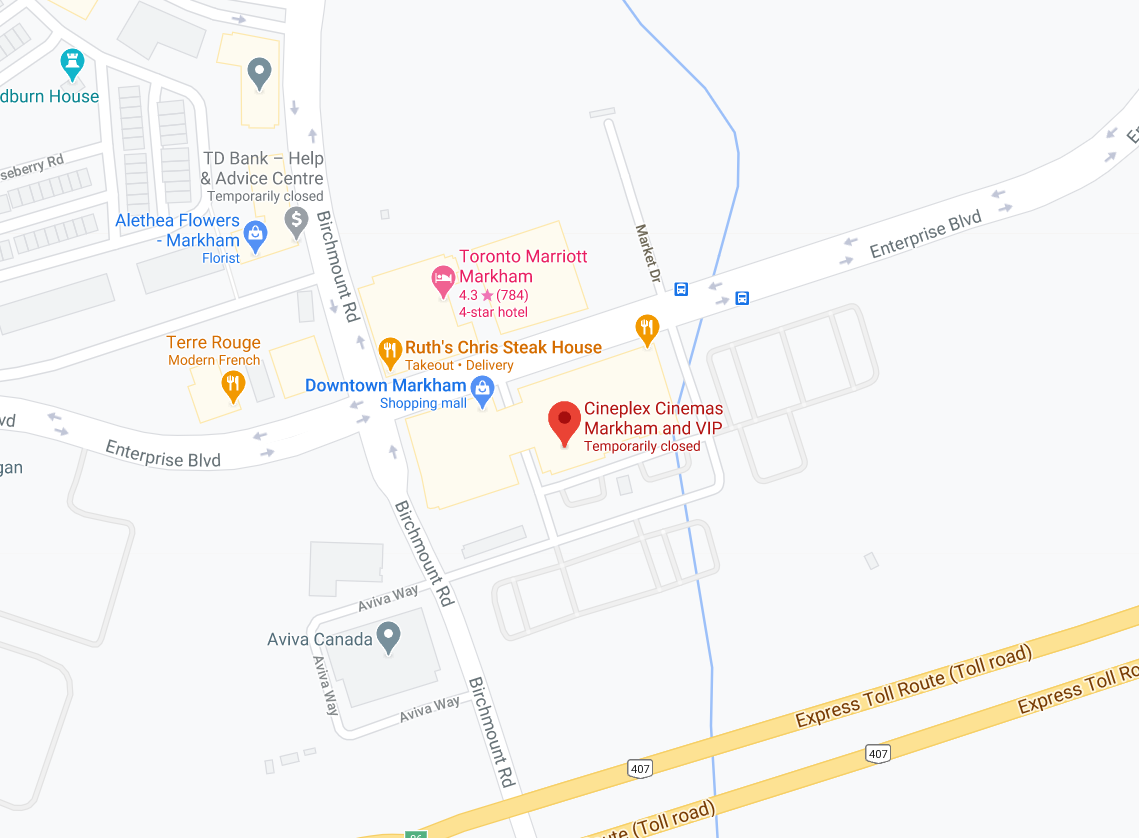 dburn House
seberry Rd
TD Bank – Help
& Advice Centre
Temporarily closed
Alethea Flowers
- Markham
Florist
$
Birchmount Rd
Toronto Marriott
Markham
4.3 ★ (784)
4-star hotel
Market Dr
Enterprise Blvd
Terre Rouge
Modern French
Ruth's Chris Steak House
Takeout • Delivery
Downtown Markham
Shopping mall
Cineplex Cinemas
Markham and VIP
Temporarily closed
vd
Enterprise Blvd
gan
Birchmount Rd
Aviva Way
Aviva Canada
Aviva Way
Aviva Way
Birchmount Rd
Express Toll Route (Toll road)
Express Toll Ro
407
407
ute (Toll road)